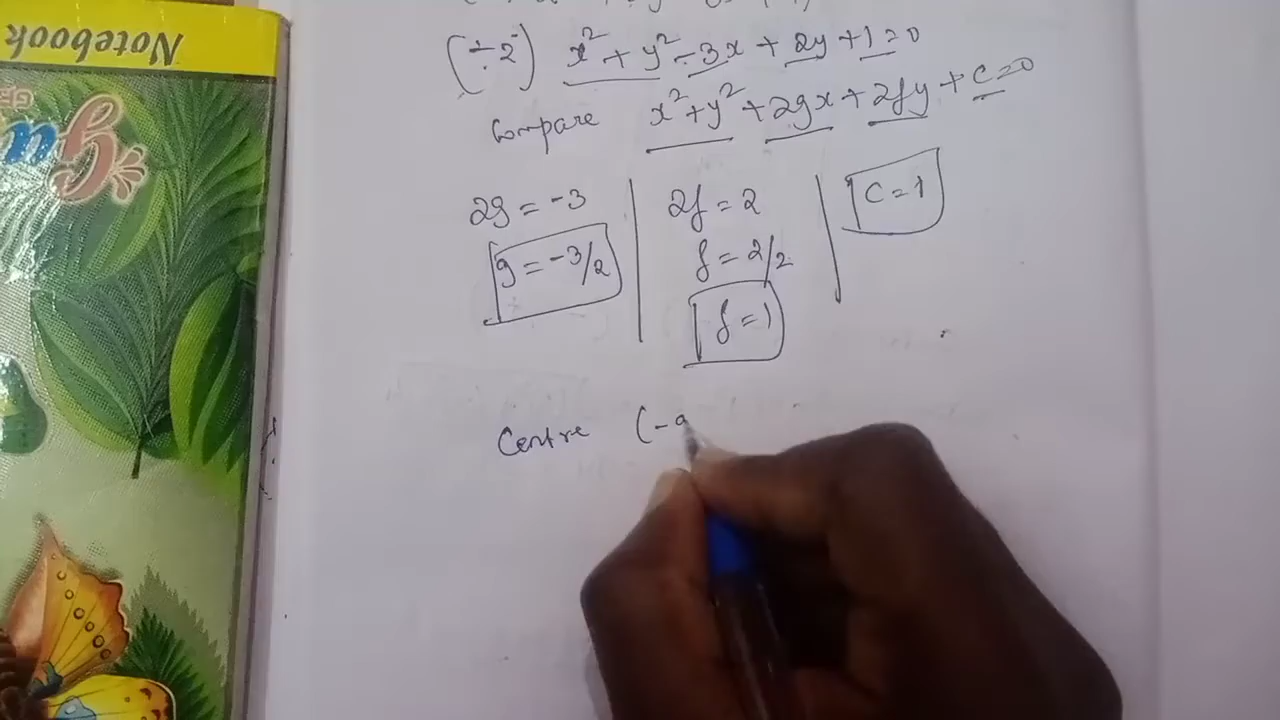 (÷2) x² + y² - 3x + 2y + 1 = 0
Compare x² + y² + 2gx + 2fy + c = 0
2g = -3
g = -3/2
2f = 2
f = 2/2
f = 1
c = 1
Centre (-g
Notebook